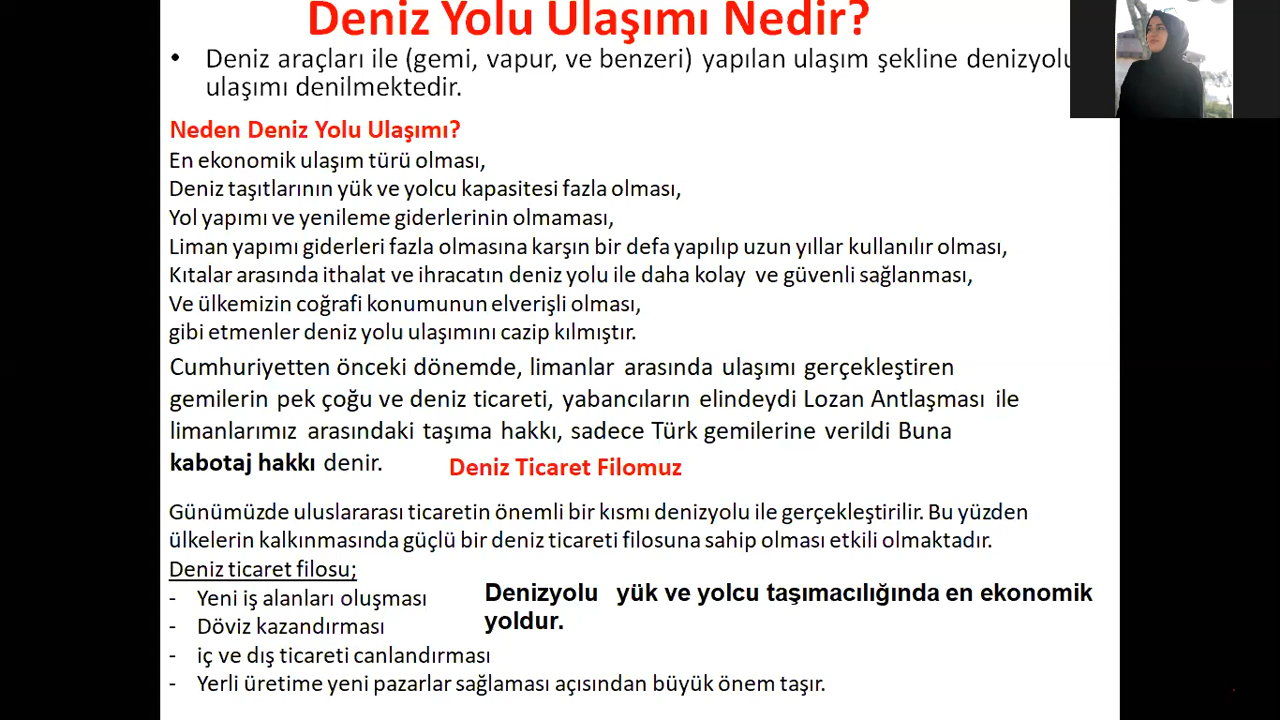 Deniz Yolu Ulaşımı Nedir?
• Deniz araçları ile (gemi, vapur, ve benzeri) yapılan ulaşım şekline denizyolu
ulaşımı denilmektedir.
Neden Deniz Yolu Ulaşımı?
En ekonomik ulaşım türü olması,
Deniz taşıtlarının yük ve yolcu kapasitesi fazla olması,
Yol yapımı ve yenileme giderlerinin olmaması,
Liman yapımı giderleri fazla olmasına karşın bir defa yapılıp uzun yıllar kullanılır olması,
Kıtalar arasında ithalat ve ihracatın deniz yolu ile daha kolay ve güvenli sağlanması,
Ve ülkemizin coğrafi konumunun elverişli olması,
gibi etmenler deniz yolu ulaşımını cazip kılmıştır.
Cumhuriyetten önceki dönemde, limanlar arasında ulaşımı gerçekleştiren
gemilerin pek çoğu ve deniz ticareti, yabancıların elindeydi Lozan Antlaşması ile
limanlarımız arasındaki taşıma hakkı, sadece Türk gemilerine verildi Buna
kabotaj hakkı denir.
Deniz Ticaret Filomuz
Günümüzde uluslararası ticaretin önemli bir kısmı denizyolu ile gerçekleştirilir. Bu yüzden
ülkelerin kalkınmasında güçlü bir deniz ticareti filosuna sahip olması etkili olmaktadır.
Deniz ticaret filosu;
- Yeni iş alanları oluşması
- Döviz kazandırması
- iç ve dış ticareti canlandırması
- Yerli üretime yeni pazarlar sağlaması açısından büyük önem taşır.
Denizyolu yük ve yolcu taşımacılığında en ekonomik
yoldur.